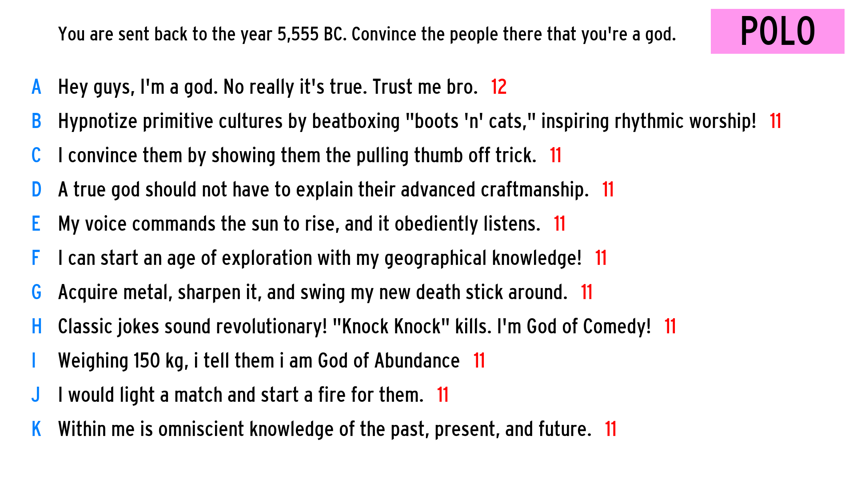 You are sent back to the year 5,555 BC. Convince the people there that you're a god. POLO
A Hey guys, I'm a god. No really it's true. Trust me bro. 12
B Hypnotize primitive cultures by beatboxing "boots 'n' cats," inspiring rhythmic worship! 11
C I convince them by showing them the pulling thumb off trick. 11
D A true god should not have to explain their advanced craftmanship. 11
E My voice commands the sun to rise, and it obediently listens. 11
F I can start an age of exploration with my geographical knowledge! 11
G Acquire metal, sharpen it, and swing my new death stick around. 11
H Classic jokes sound revolutionary! "Knock Knock" kills. I'm God of Comedy! 11
I Weighing 150 kg, i tell them i am God of Abundance 11
J I would light a match and start a fire for them. 11
K Within me is omniscient knowledge of the past, present, and future. 11